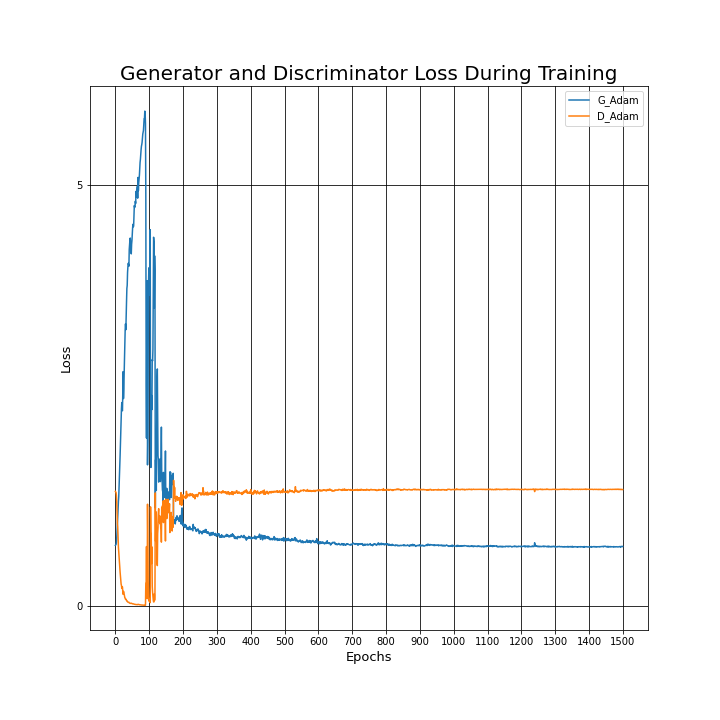 Generator and Discriminator Loss During Training
G_Adam
D_Adam
5
Loss
0
0 100 200 300 400 500 600 700 800 900 1000 1100 1200 1300 1400 1500
Epochs